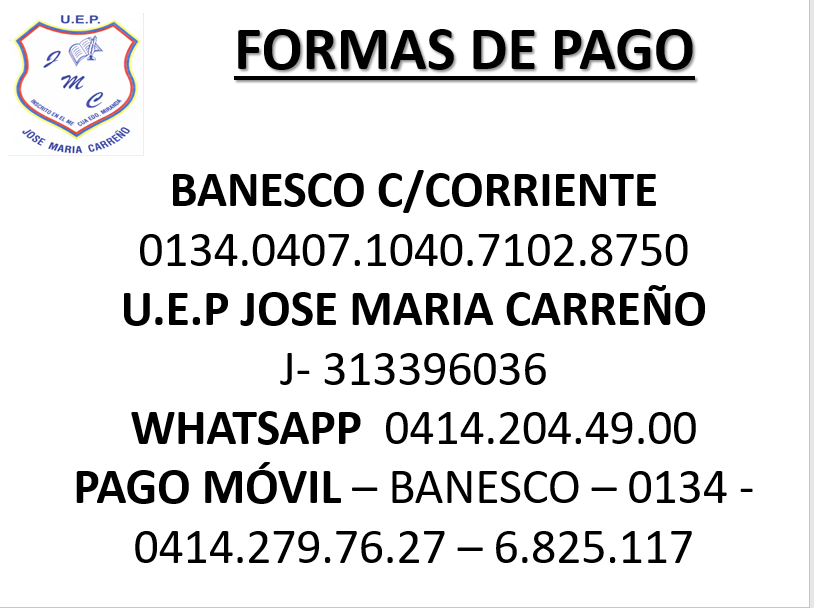 U.E.P.
J
M
C
INSCRITO EN EL ME CUA EDO. MIRANDA
JOSE MARIA CARREÑO
FORMAS DE PAGO
BANESCO C/CORRIENTE
0134.0407.1040.7102.8750
U.E.P JOSE MARIA CARREÑO
J- 313396036
WHATSAPP 0414.204.49.00
PAGO MÓVIL – BANESCO – 0134 -
0414.279.76.27 – 6.825.117